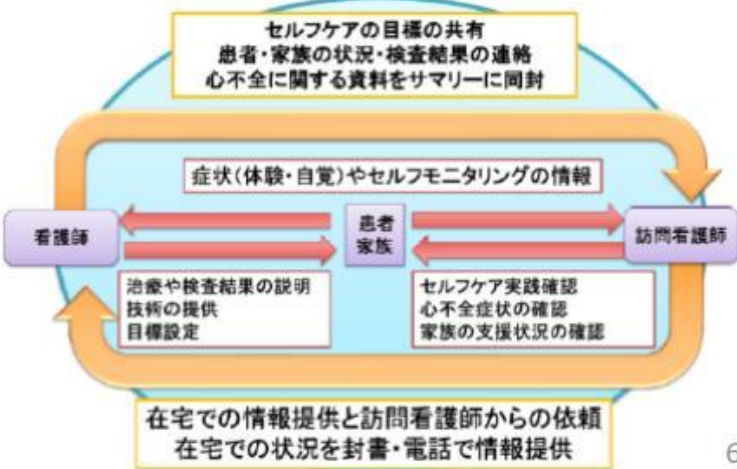 セルフケアの目標の共有
患者・家族の状況・検査結果の連絡
心不全に関する資料をサマリーに同封
症状(体験・自覚)やセルフモニタリングの情報
看護師
患者
家族
訪問看護師
治療や検査結果の説明
技術の提供
目標設定
セルフケア実践確認
心不全症状の確認
家族の支援状況の確認
在宅での情報提供と訪問看護師からの依頼
在宅での状況を封書・電話で情報提供
6